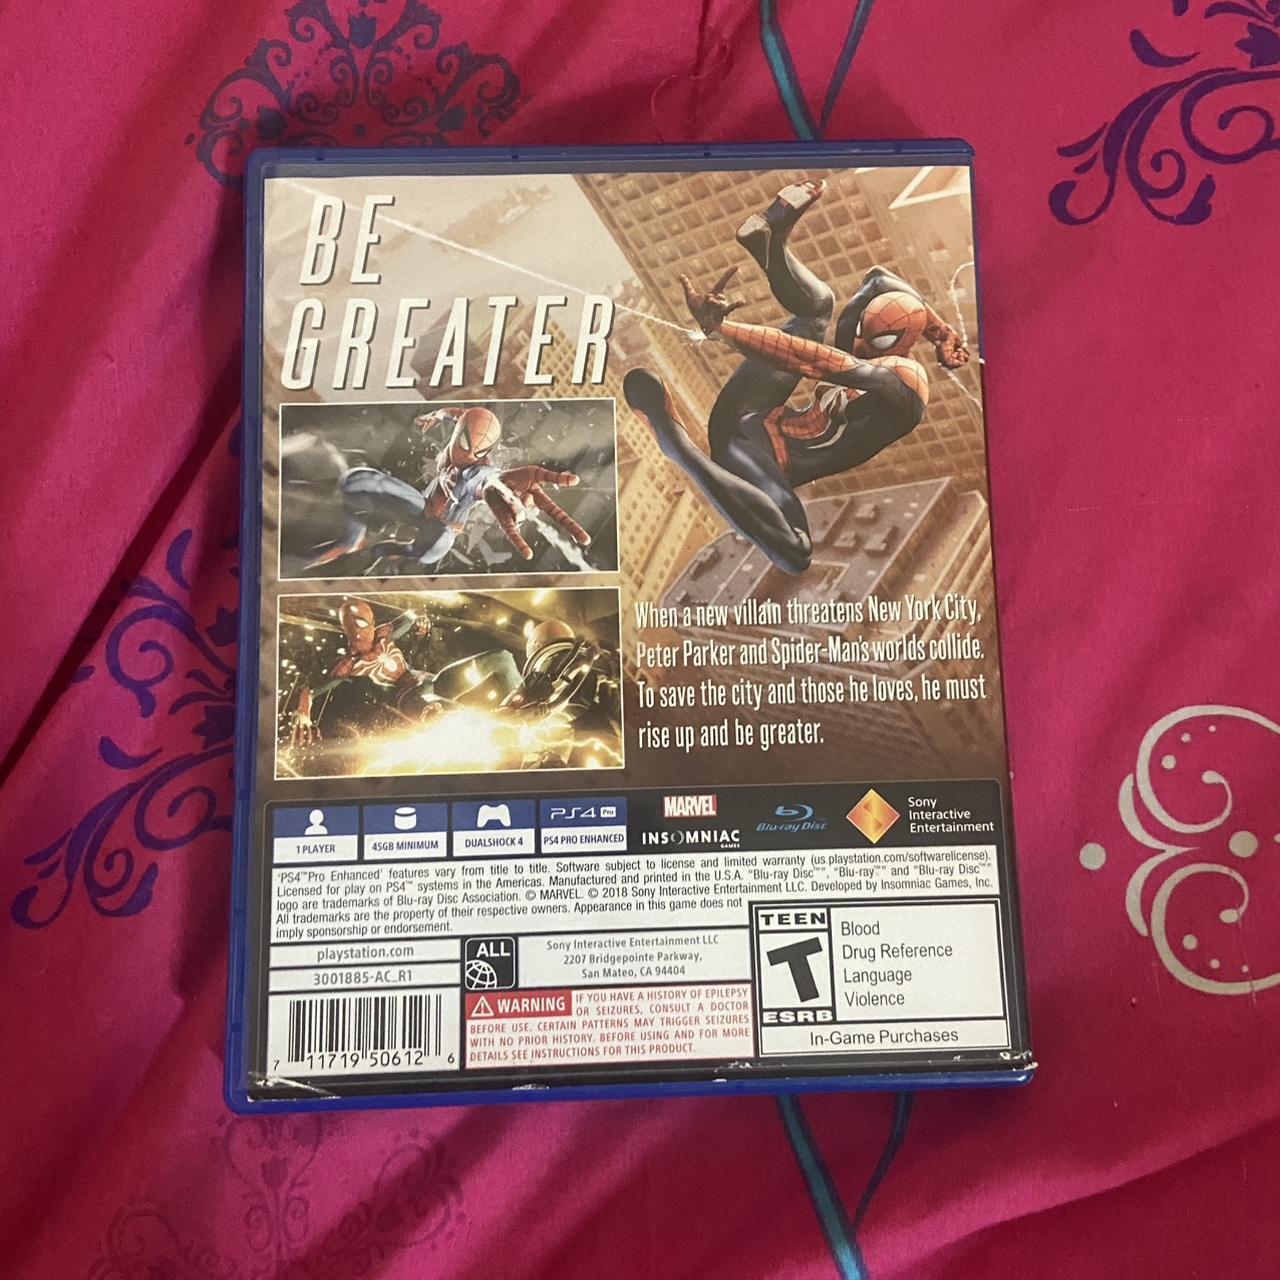 BE
GREATER
When a new villain threatens New York City,
Peter Parker and Spider-Man's worlds collide.
To save the city and those he loves, he must
rise up and be greater.
1 PLAYER
45GB MINIMUM
DUALSHOCK 4
PS4 Pro
PS4 PRO ENHANCED
MARVEL
INSOMNIAC
GAMES
Blu-ray Disc™
Sony
Interactive
Entertainment
'PS4™Pro Enhanced' features vary from title to title. Software subject to license and limited warranty (us.playstation.com/softwarelicense).
Licensed for play on PS4™ systems in the Americas. Manufactured and printed in the U.S.A. "Blu-ray Disc™", "Blu-ray™" and "Blu-ray Disc™"
logo are trademarks of Blu-ray Disc Association. © MARVEL. © 2018 Sony Interactive Entertainment LLC. Developed by Insomniac Games, Inc.
All trademarks are the property of their respective owners. Appearance in this game does not
imply sponsorship or endorsement.
playstation.com
3001885-AC_R1
ALL
Sony Interactive Entertainment LLC
2207 Bridgepointe Parkway,
San Mateo, CA 94404
WARNING IF YOU HAVE A HISTORY OF EPILEPSY
OR SEIZURES, CONSULT A DOCTOR
BEFORE USE. CERTAIN PATTERNS MAY TRIGGER SEIZURES
WITH NO PRIOR HISTORY. BEFORE USING AND FOR MORE
DETAILS SEE INSTRUCTIONS FOR THIS PRODUCT.
7 11719 50612 6
TEEN
T
ESRB
Blood
Drug Reference
Language
Violence
In-Game Purchases